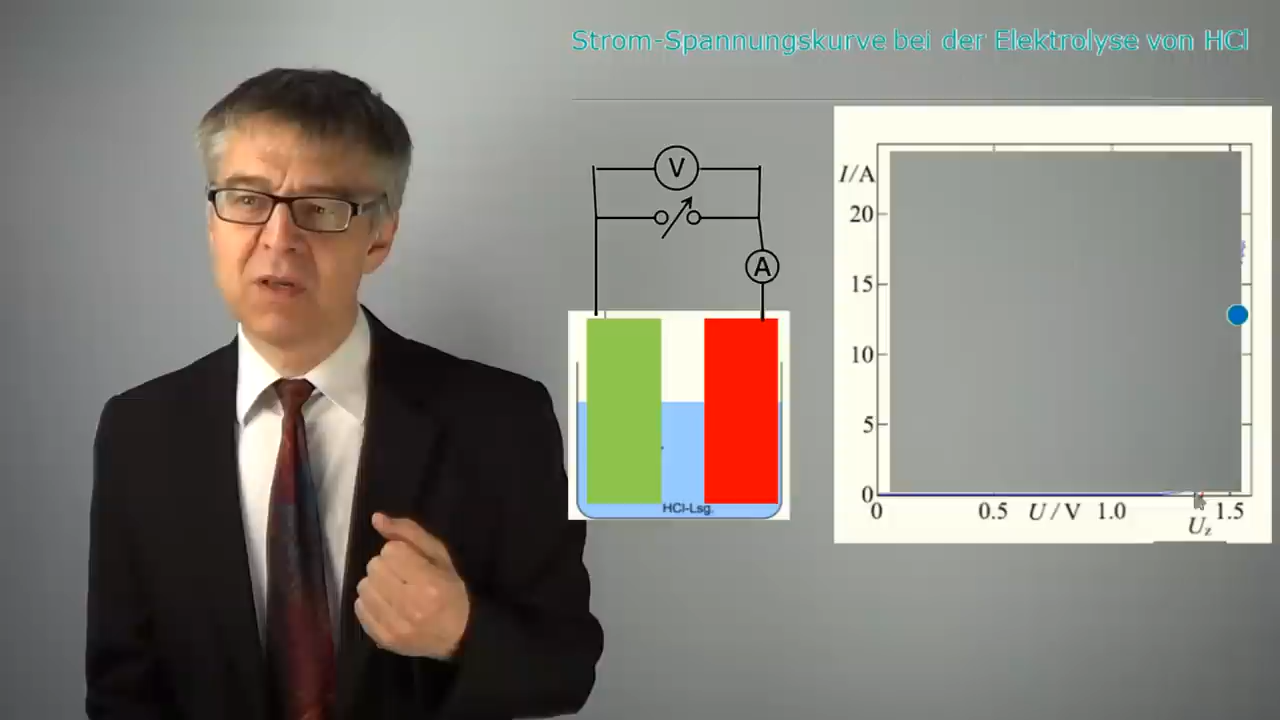 Strom-Spannungskurve bei der Elektrolyse von HCl
V
A
HCl-Lsg.
I/A
20
15
10
5
0
0 0.5 U/V 1.0 1.5
Uz